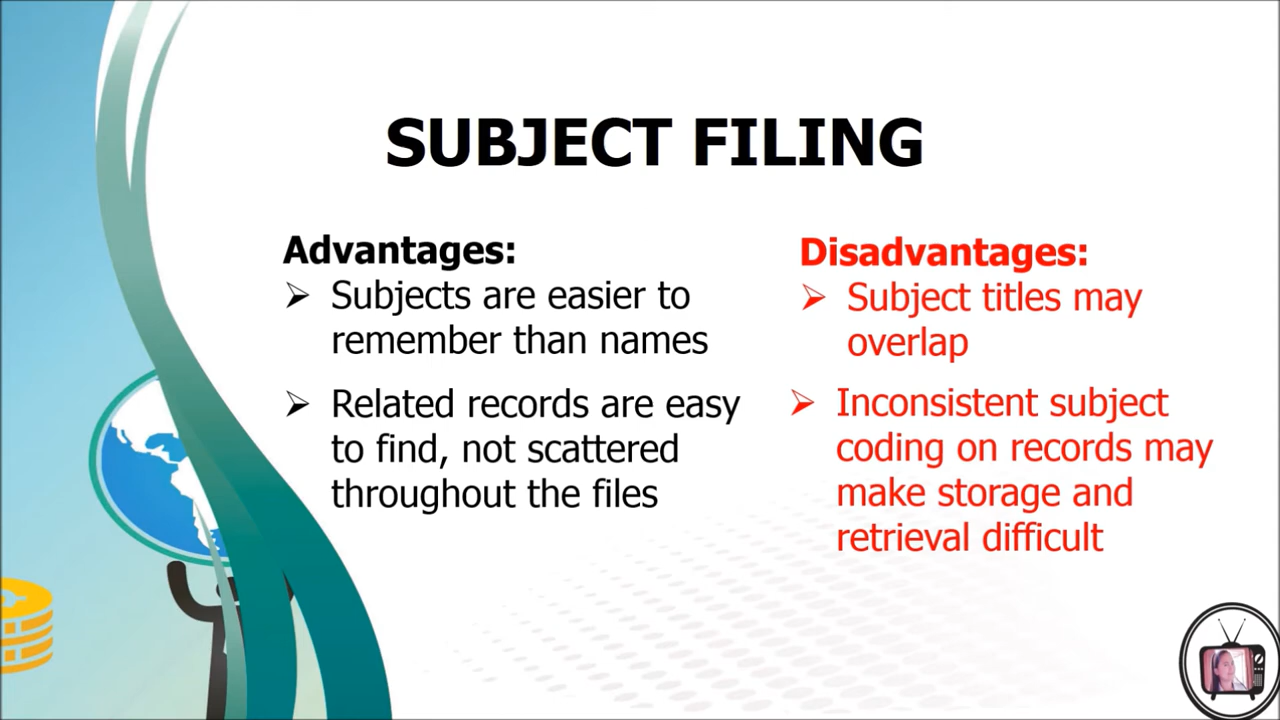 SUBJECT FILING
Advantages:
➢ Subjects are easier to
remember than names
➢ Related records are easy
to find, not scattered
throughout the files
Disadvantages:
➢ Subject titles may
overlap
➢ Inconsistent subject
coding on records may
make storage and
retrieval difficult